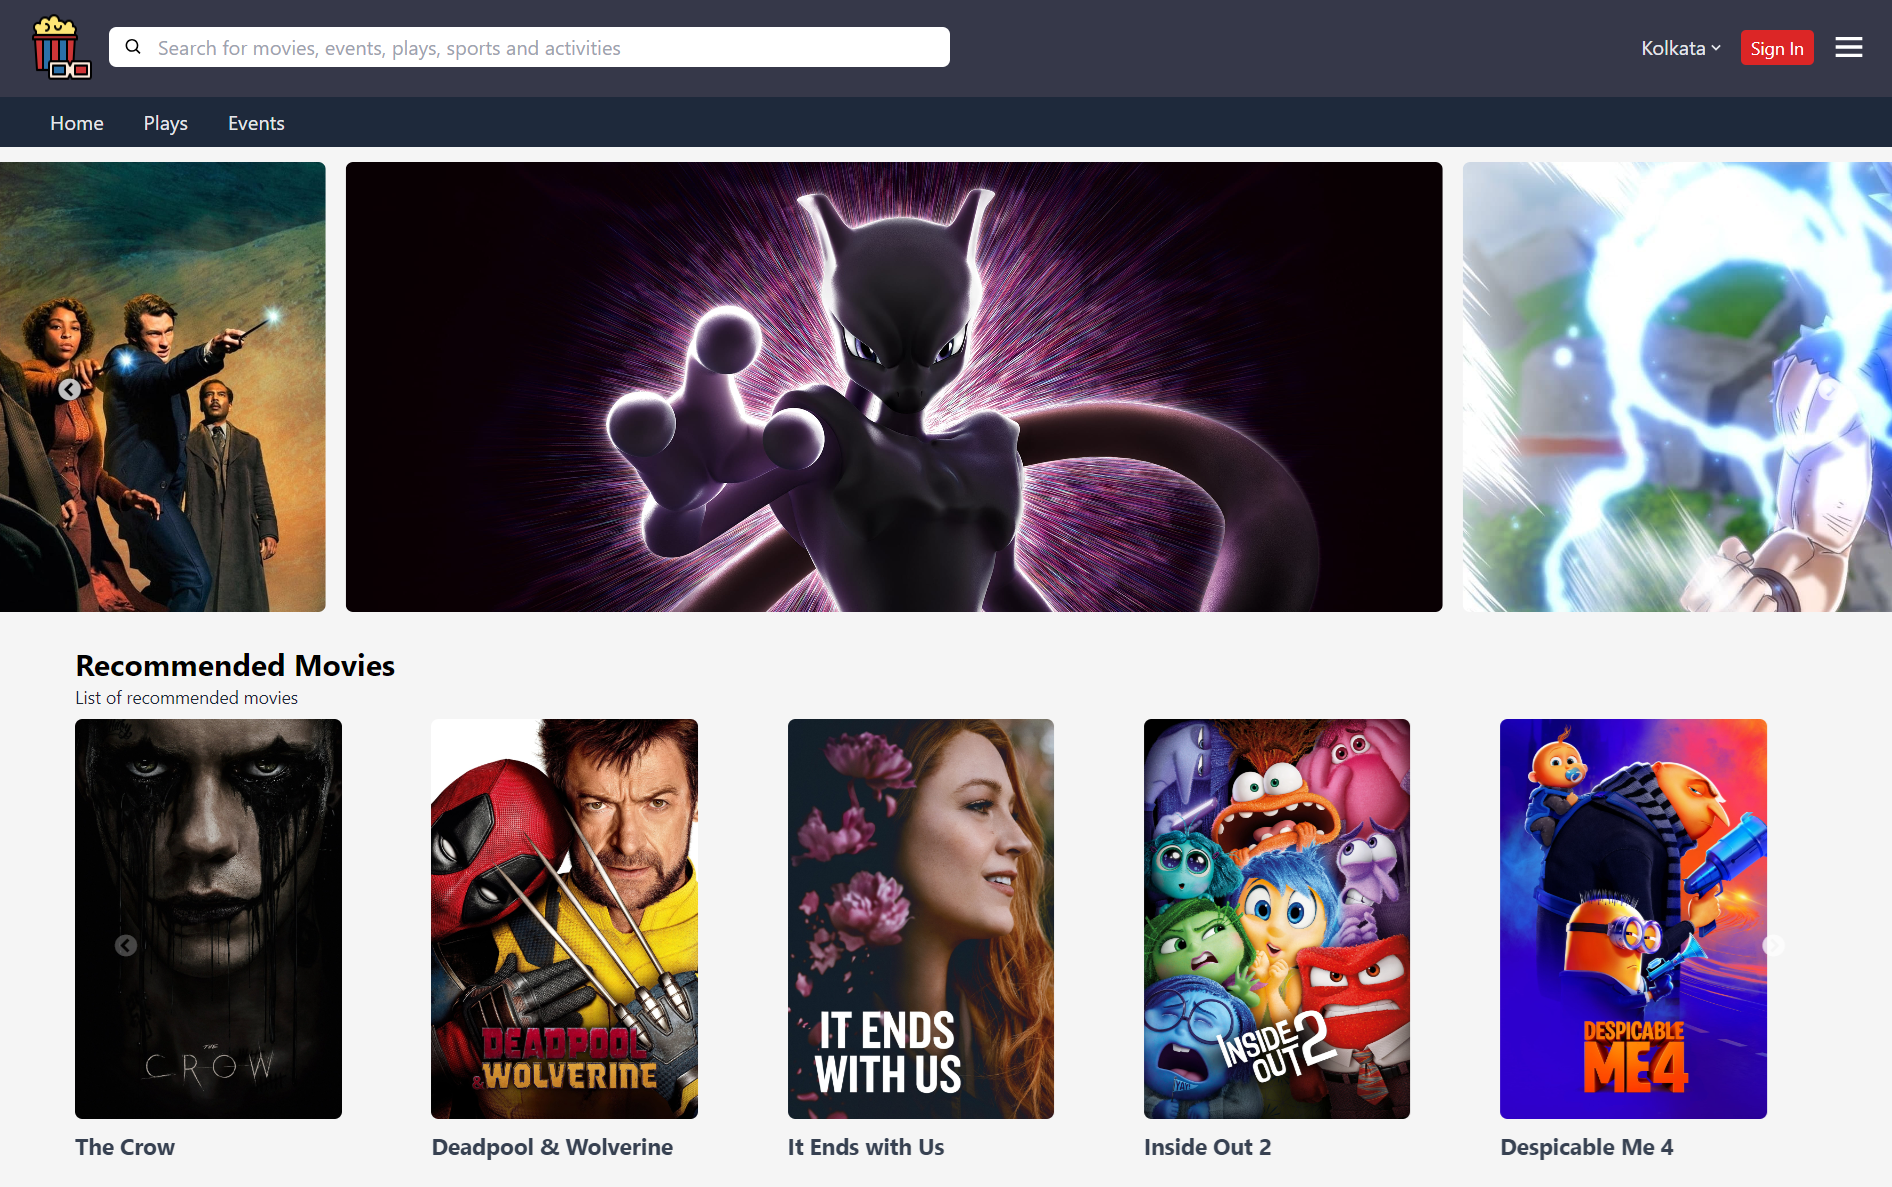 Search for movies, events, plays, sports and activities
Kolkata
Sign In
Home
Plays
Events
Recommended Movies
List of recommended movies
THE
CROW
DEADPOOL
& WOLVERINE
IT ENDS
WITH US
INSIDE
OUT 2
DESPICABLE
ME 4
The Crow
Deadpool & Wolverine
It Ends with Us
Inside Out 2
Despicable Me 4